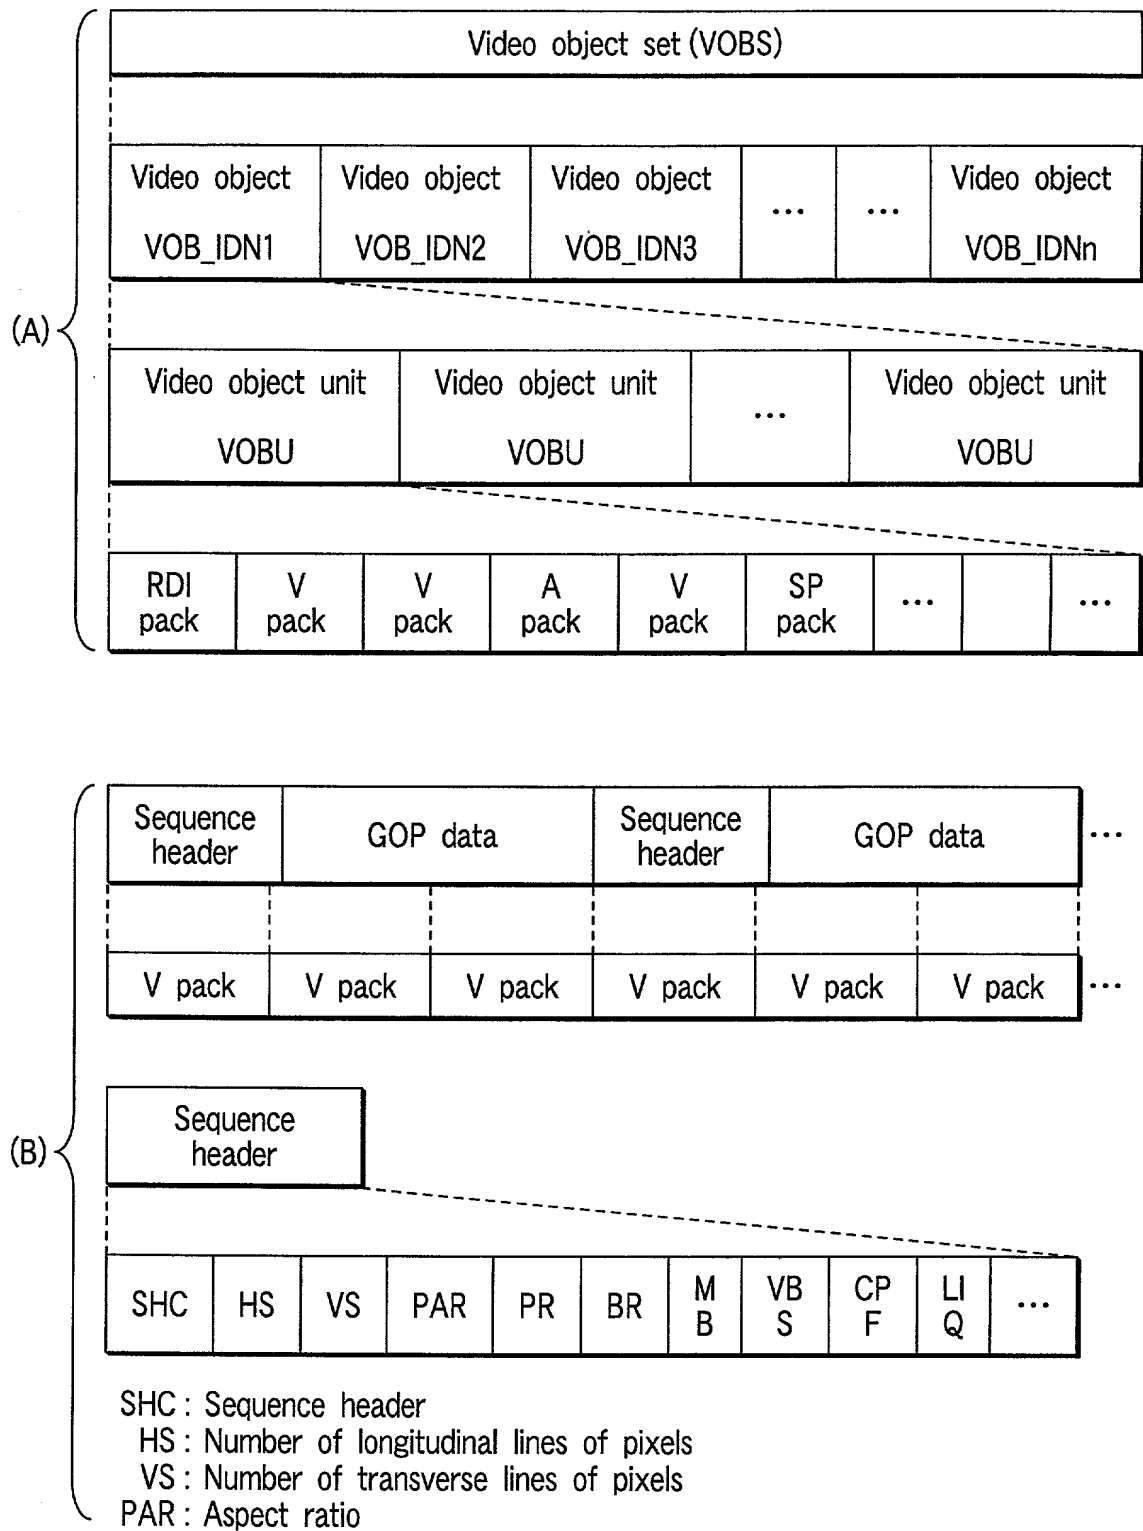 Video object set (VOBS)
Video object Video object Video object ... ... Video object
VOB_IDN1 VOB_IDN2 VOB_IDN3 VOB_IDNn
(A)
Video object unit Video object unit ... Video object unit
VOBU VOBU VOBU
RDI V V A V SP ... ...
pack pack pack pack pack pack
Sequence header GOP data Sequence header GOP data ...
V pack V pack V pack V pack V pack V pack ...
(B)
Sequence
header
SHC HS VS PAR PR BR MB VBS CPF LIQ ...
SHC : Sequence header
HS : Number of longitudinal lines of pixels
VS : Number of transverse lines of pixels
PAR : Aspect ratio